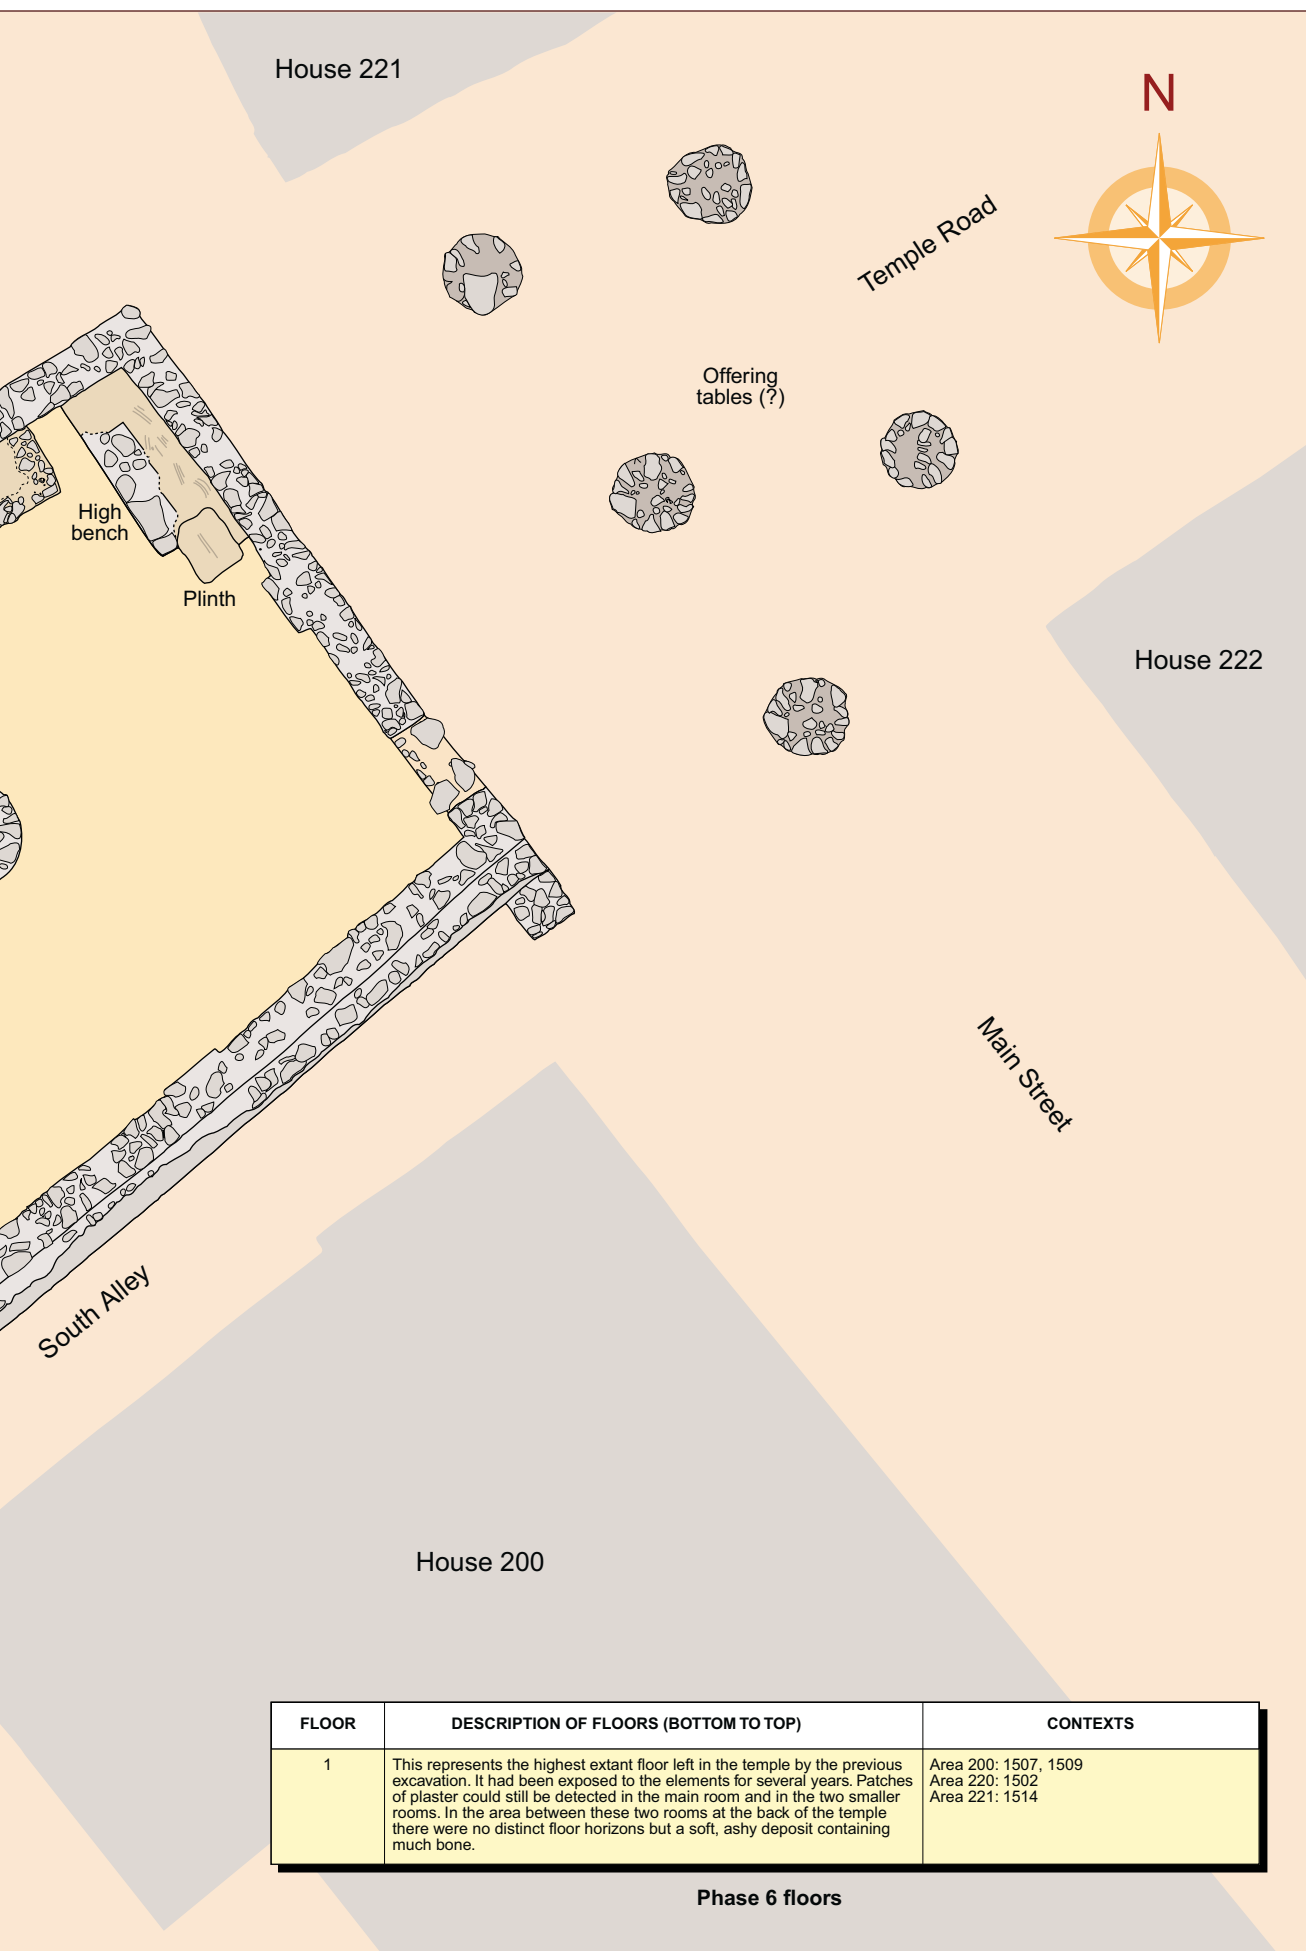 House 221
N
Temple Road
Offering
tables (?)
High
bench
Plinth
House 222
Main Street
South Alley
House 200
FLOOR
DESCRIPTION OF FLOORS (BOTTOM TO TOP)
CONTEXTS
1
This represents the highest extant floor left in the temple by the previous
excavation. It had been exposed to the elements for several years. Patches
of plaster could still be detected in the main room and in the two smaller
rooms. In the area between these two rooms at the back of the temple
there were no distinct floor horizons but a soft, ashy deposit containing
much bone.
Area 200: 1507, 1509
Area 220: 1502
Area 221: 1514
Phase 6 floors